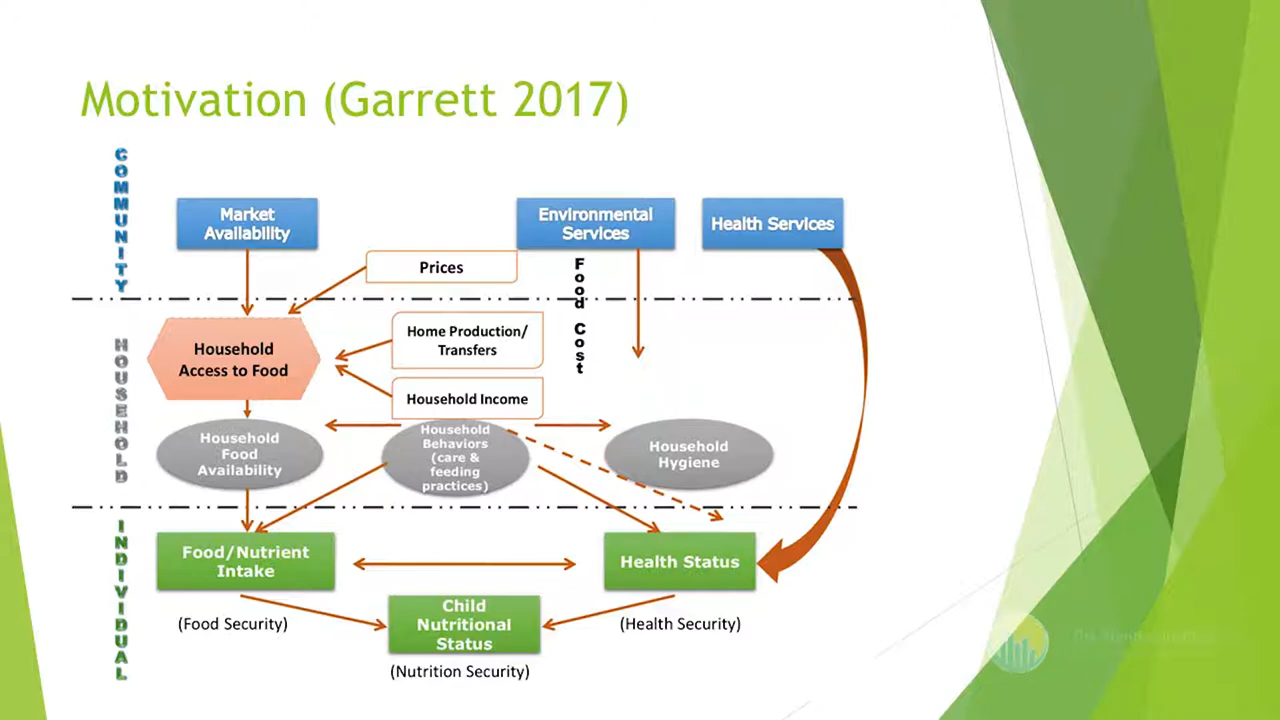 Motivation (Garrett 2017)
COMMUNITY
Market
Availability
Environmental
Services
Health Services
Prices
Food Cost
HOUSEHOLD
Household
Access to Food
Home Production/
Transfers
Household Income
Household
Food
Availability
Household
Behaviors
(care &
feeding
practices)
Household
Hygiene
INDIVIDUAL
Food/Nutrient
Intake
Health Status
(Food Security)
Child
Nutritional
Status
(Health Security)
(Nutrition Security)